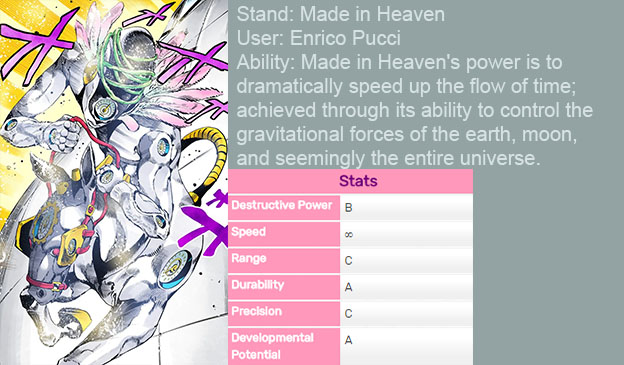 Stand: Made in Heaven
User: Enrico Pucci
Ability: Made in Heaven's power is to
dramatically speed up the flow of time;
achieved through its ability to control the
gravitational forces of the earth, moon,
and seemingly the entire universe.
Stats
Destructive Power B
Speed ∞
Range C
Durability A
Precision C
Developmental
Potential A